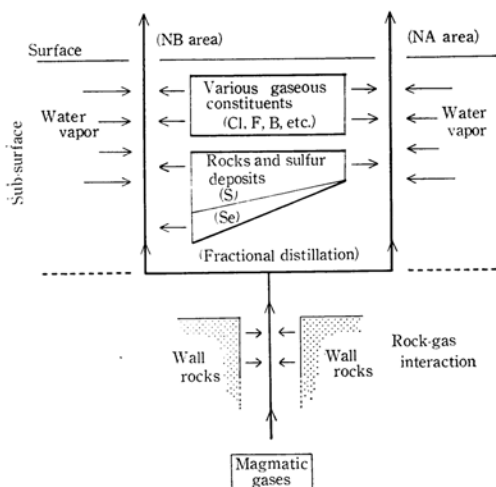 (NB area)
(NA area)
Surface
Various gaseous
constituents
(Cl, F, B, etc.)
Water
vapor
Water
vapor
Sub-surface
Rocks and sulfur
deposits
(S)
(Se)
(Fractional distillation)
Wall
rocks
Wall
rocks
Rock-gas
interaction
Magmatic
gases